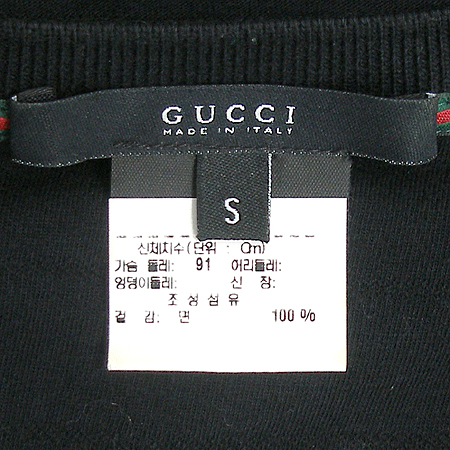 GUCCI
MADE IN ITALY
S
신체치수(단위 : Cm)
가슴 둘레: 91 허리둘레:
엉덩이둘레: 신 장:
조 성 섬 유
겉 감: 면 100 %